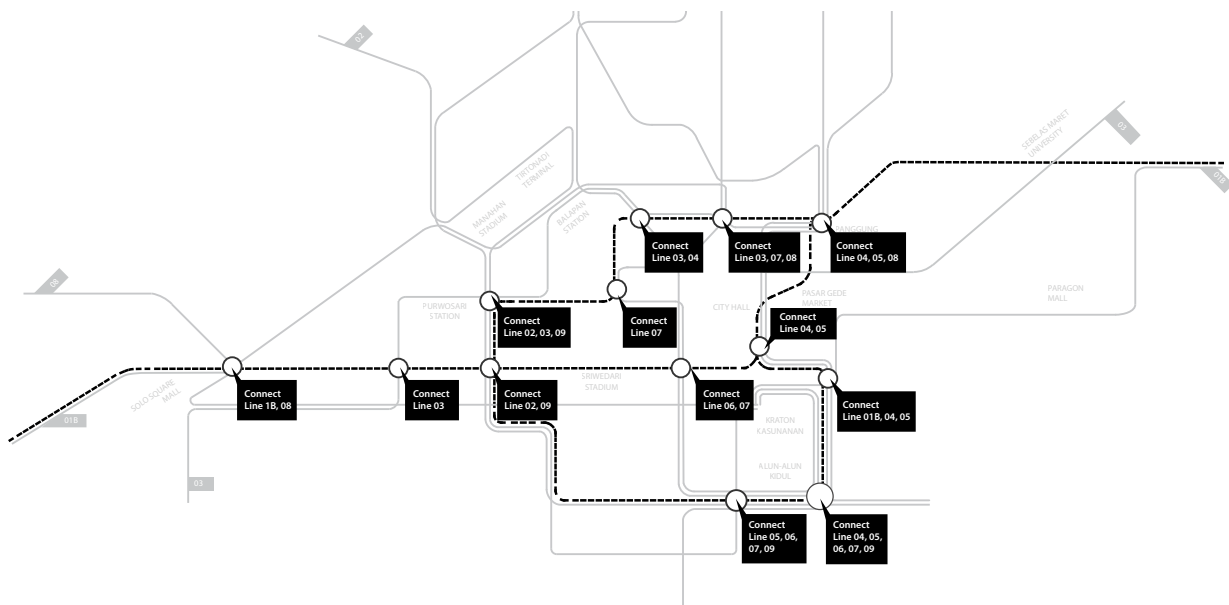 02
SEBELAS MARET
UNIVERSITY
03
01B
TIRTONADI
TERMINAL
MANAHAN
STADIUM
BALAPAN
STATION
PANGGUNG
Connect
Line 03, 04
Connect
Line 03, 07, 08
Connect
Line 04, 05, 08
08
PURWOSARI
STATION
CITY HALL
PASAR GEDE
MARKET
PARAGON
MALL
Connect
Line 02, 03, 09
Connect
Line 07
Connect
Line 04, 05
SOLO SQUARE
MALL
SRIWEDARI
STADIUM
Connect
Line 1B, 08
Connect
Line 03
Connect
Line 02, 09
Connect
Line 06, 07
Connect
Line 01B, 04, 05
01B
KRATON
KASUNANAN
ALUN-ALUN
KIDUL
03
Connect
Line 05, 06,
07, 09
Connect
Line 04, 05,
06, 07, 09